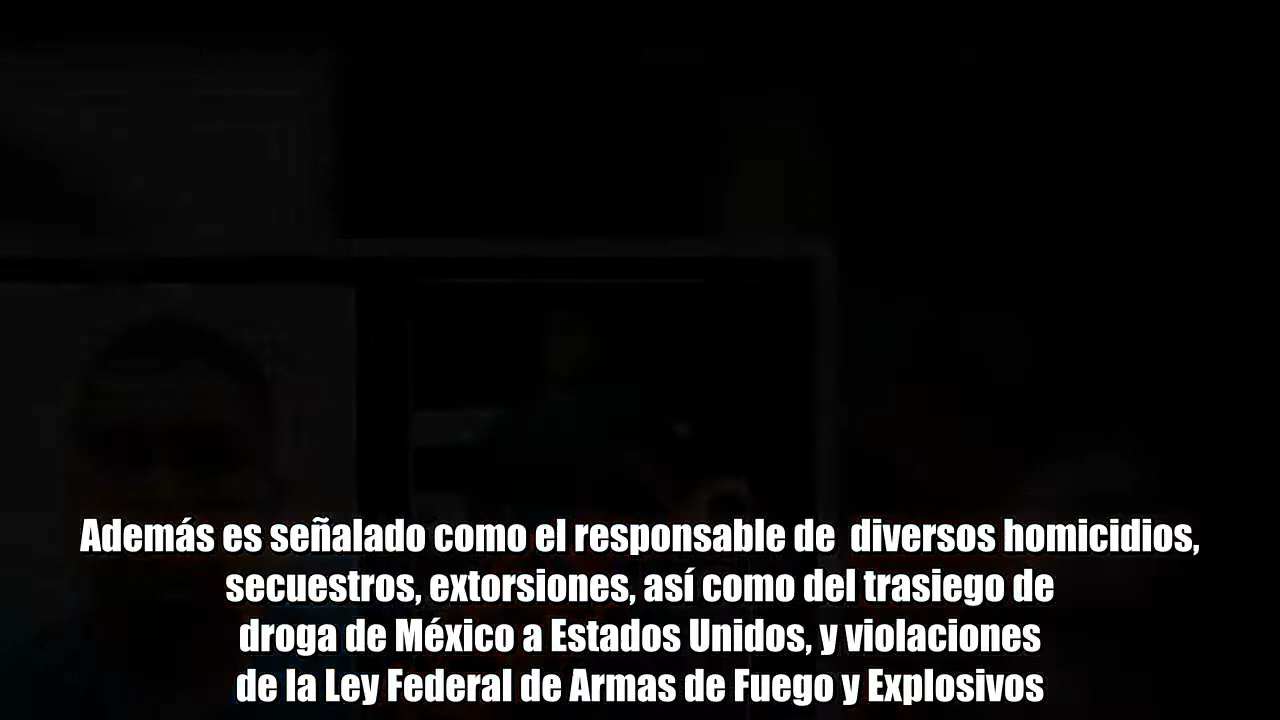 Además es señalado como el responsable de  diversos homicidios,
secuestros, extorsiones, así como del trasiego de
droga de México a Estados Unidos, y violaciones
de la Ley Federal de Armas de Fuego y Explosivos